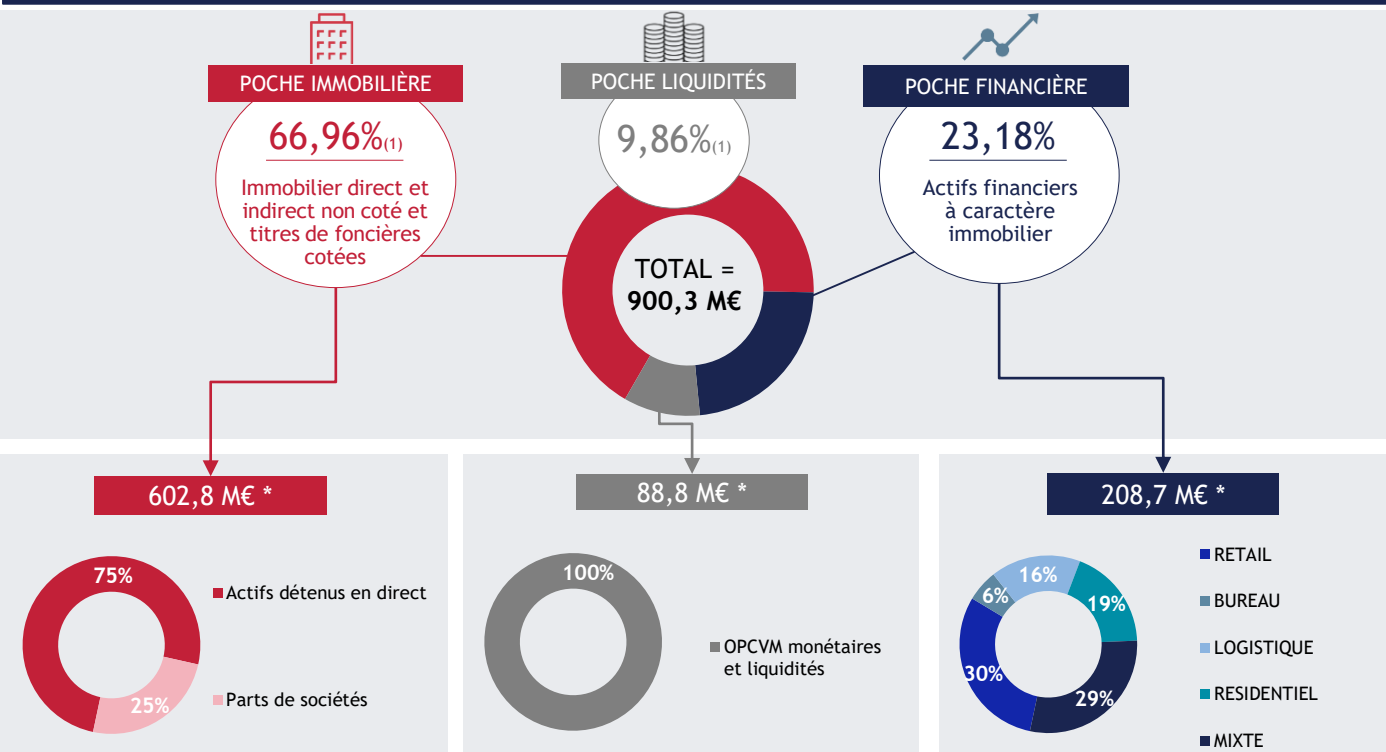 POCHE IMMOBILIÈRE
66,96%(1)
Immobilier direct et
indirect non coté et
titres de foncières
cotées
POCHE LIQUIDITÉS
9,86%(1)
POCHE FINANCIÈRE
23,18%
Actifs financiers
à caractère
immobilier
TOTAL =
900,3 M€
602,8 M€ *
75%
25%
Actifs détenus en direct
Parts de sociétés
88,8 M€ *
100%
OPCVM monétaires
et liquidités
208,7 M€ *
16%
6%
19%
30%
29%
RETAIL
BUREAU
LOGISTIQUE
RESIDENTIEL
MIXTE